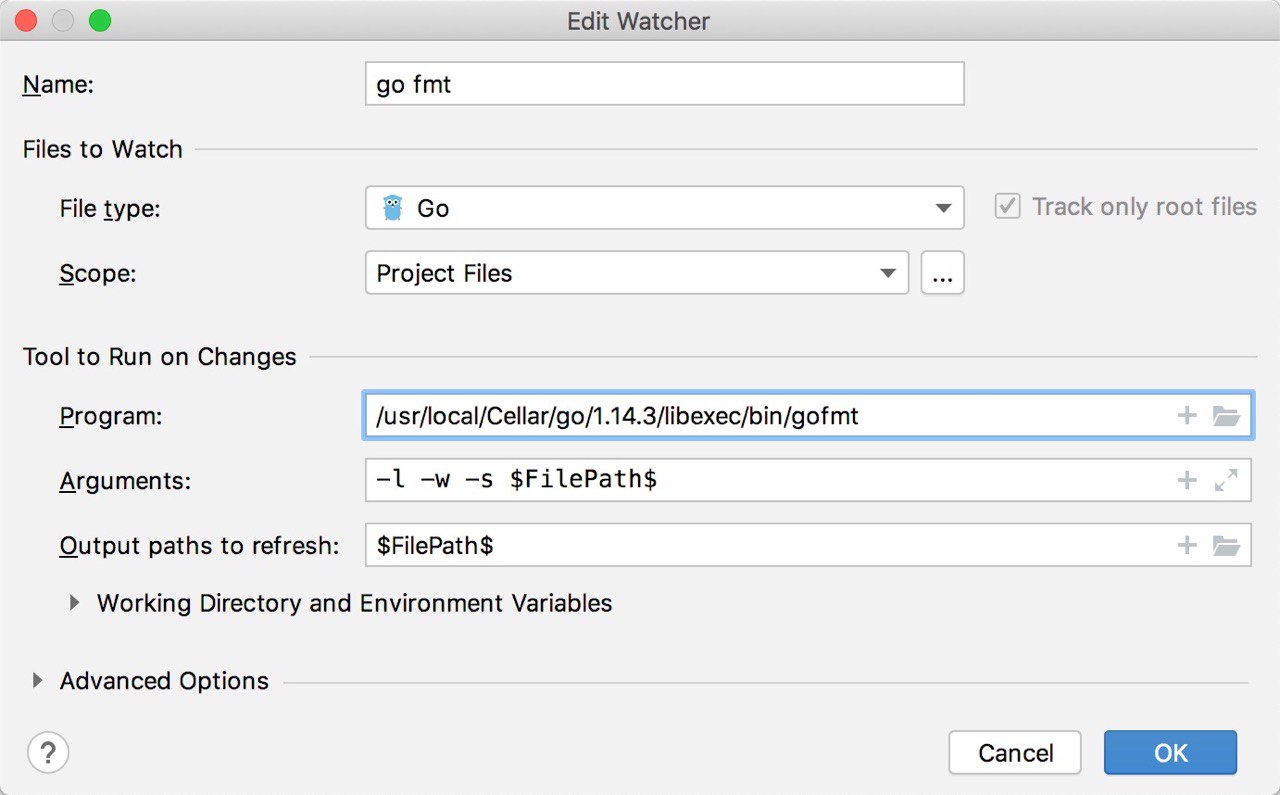 Edit Watcher
Name: go fmt
Files to Watch
File type: Go Track only root files
Scope: Project Files ...
Tool to Run on Changes
Program: /usr/local/Cellar/go/1.14.3/libexec/bin/gofmt
Arguments: -l -w -s $FilePath$
Output paths to refresh: $FilePath$
Working Directory and Environment Variables
Advanced Options
? Cancel OK